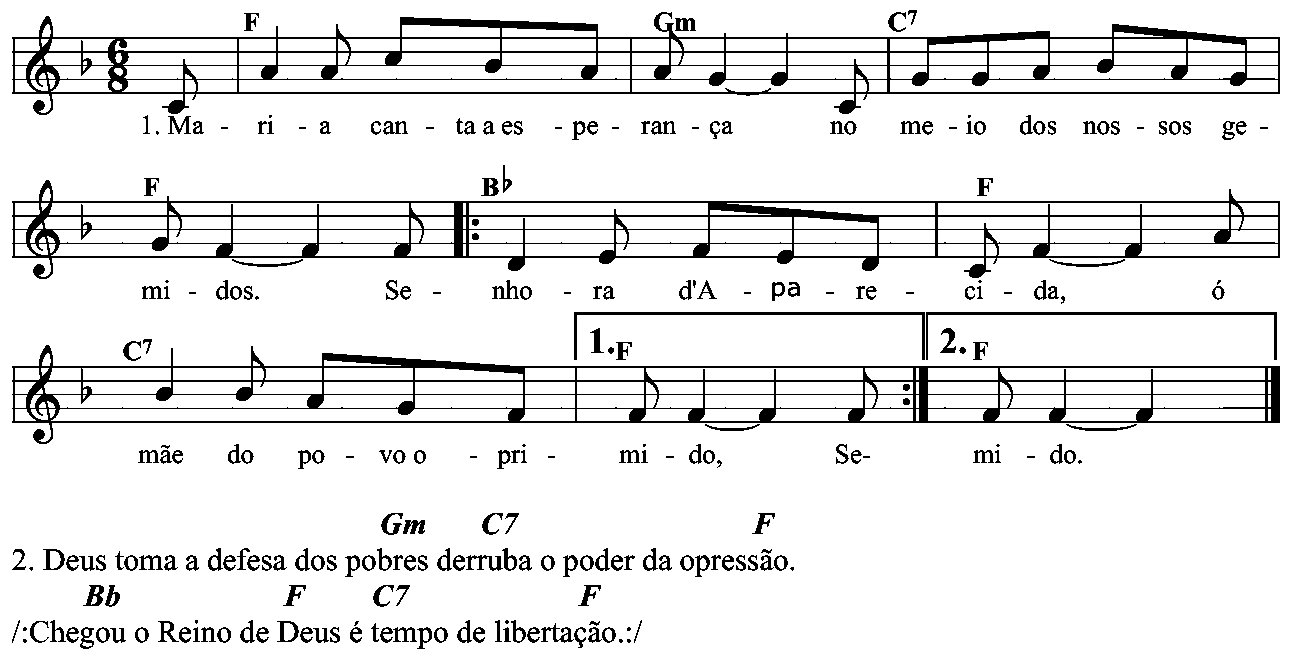 F Gm C7
6
8
1. Ma - ri - a can - ta a es - pe - ran - ça no me - io dos nos - sos ge -
F B♭ F
mi - dos. Se - nho - ra d'A - pa - re - ci - da, ó
C7 1. F 2. F
mãe do po - vo o - pri - mi - do, Se- mi - do.
Gm C7 F
2. Deus toma a defesa dos pobres derruba o poder da opressão.
Bb F C7 F
/:Chegou o Reino de Deus é tempo de libertação.:/